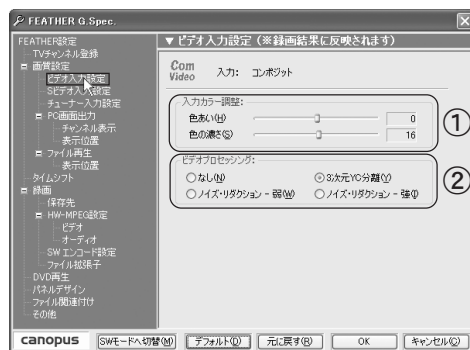 FEATHER G.Spec.
FEATHER設定
TVチャンネル登録
画質設定
ビデオ入力設定
Sビデオ入力設定
チューナー入力設定
PC画面出力
チャンネル表示
表示位置
ファイル再生
表示位置
タイムシフト
録画
保存先
HW-MPEG設定
ビデオ
オーディオ
SWエンコード設定
ファイル拡張子
DVD再生
パネルデザイン
ファイル関連付け
その他
▼ ビデオ入力設定(※録画結果に反映されます)
Com
Video
入力: コンポジット
入力カラー調整:
色あい(H) 0
色の濃さ(S) 16
①
ビデオプロセッシング:
なし(N) 3次元YC分離(Y)
ノイズ・リダクション - 弱(W) ノイズ・リダクション - 強(I)
②
canopus SWモードへ切替(M) デフォルト(D) 元に戻す(R) OK キャンセル(C)